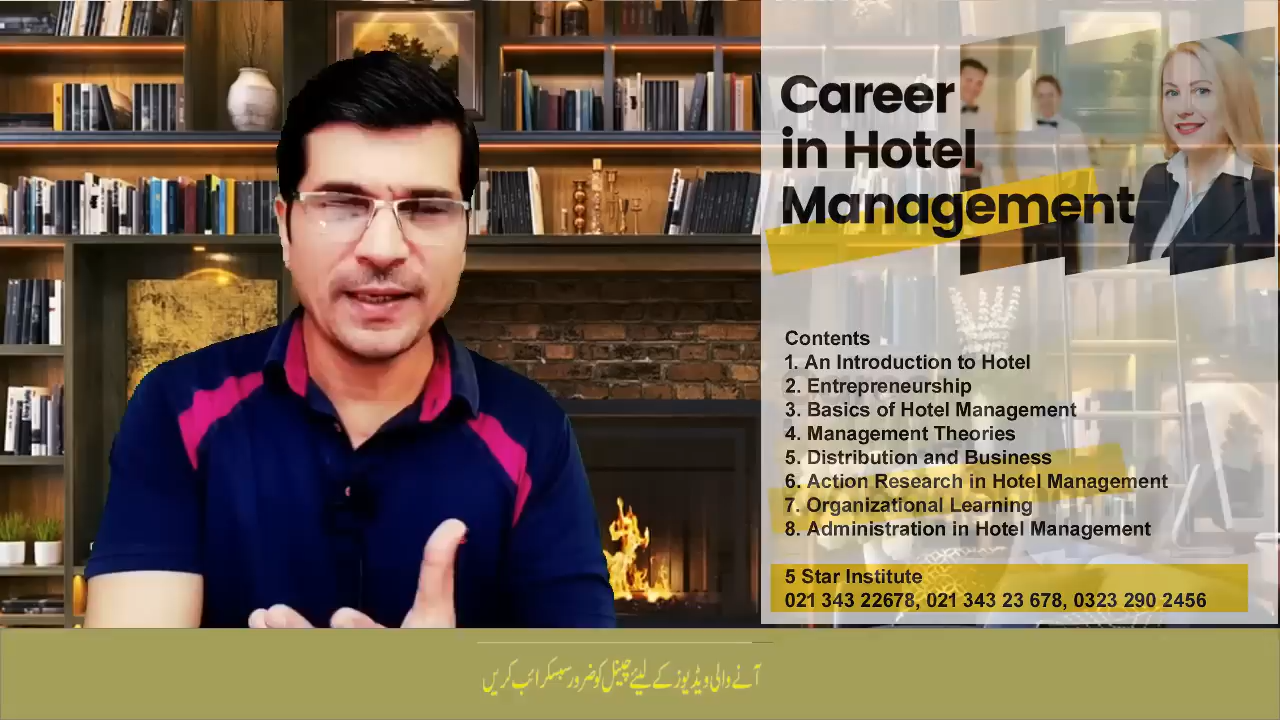 Career
in Hotel
Management
Contents
1. An Introduction to Hotel
2. Entrepreneurship
3. Basics of Hotel Management
4. Management Theories
5. Distribution and Business
6. Action Research in Hotel Management
7. Organizational Learning
8. Administration in Hotel Management
5 Star Institute
021 343 22678, 021 343 23 678, 0323 290 2456
آنے والی ویڈیوز کے لیئے چینل کو ضرور سبسکرائب کریں